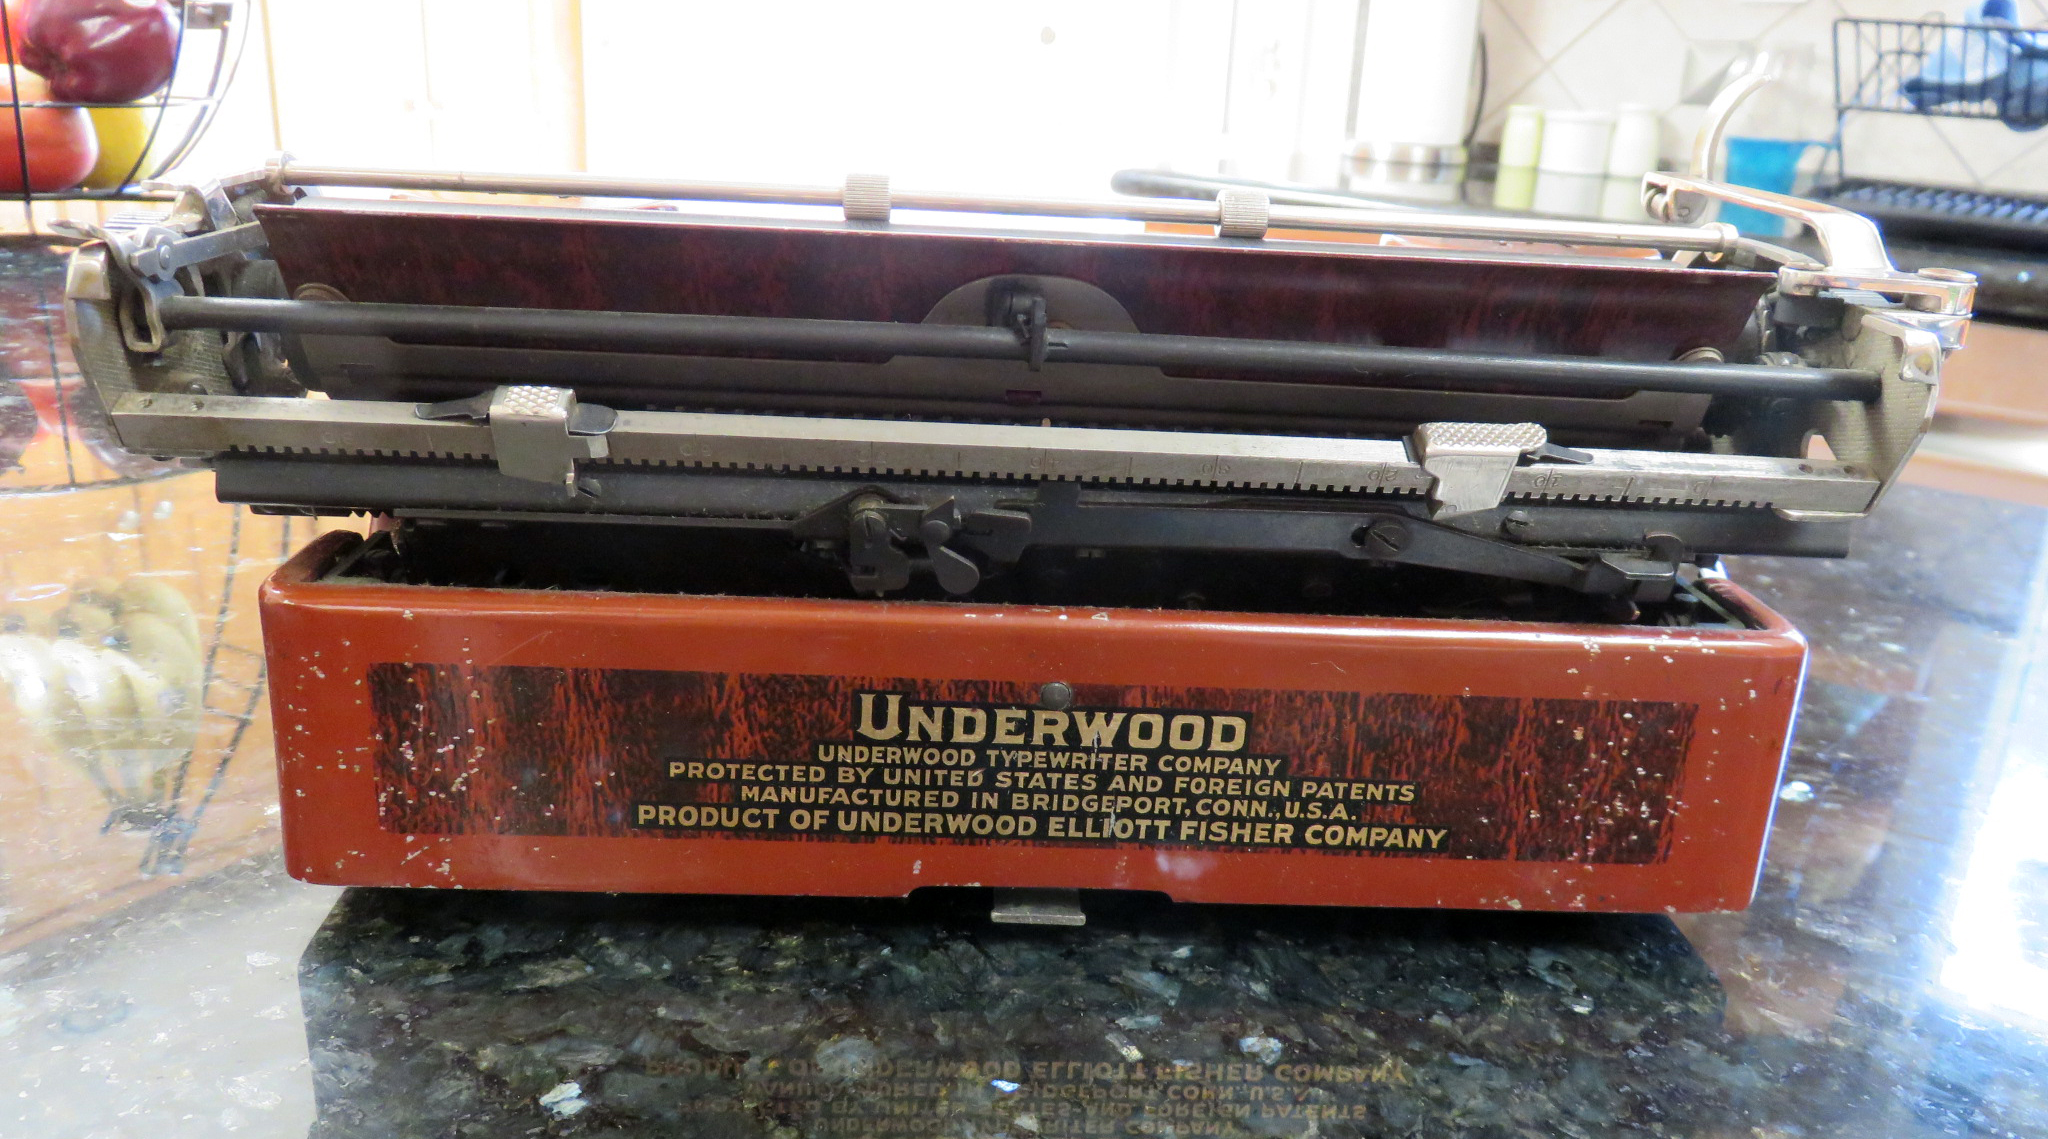 UNDERWOOD
UNDERWOOD TYPEWRITER COMPANY
PROTECTED BY UNITED STATES AND FOREIGN PATENTS
MANUFACTURED IN BRIDGEPORT, CONN., U.S.A.
PRODUCT OF UNDERWOOD ELLIOTT FISHER COMPANY